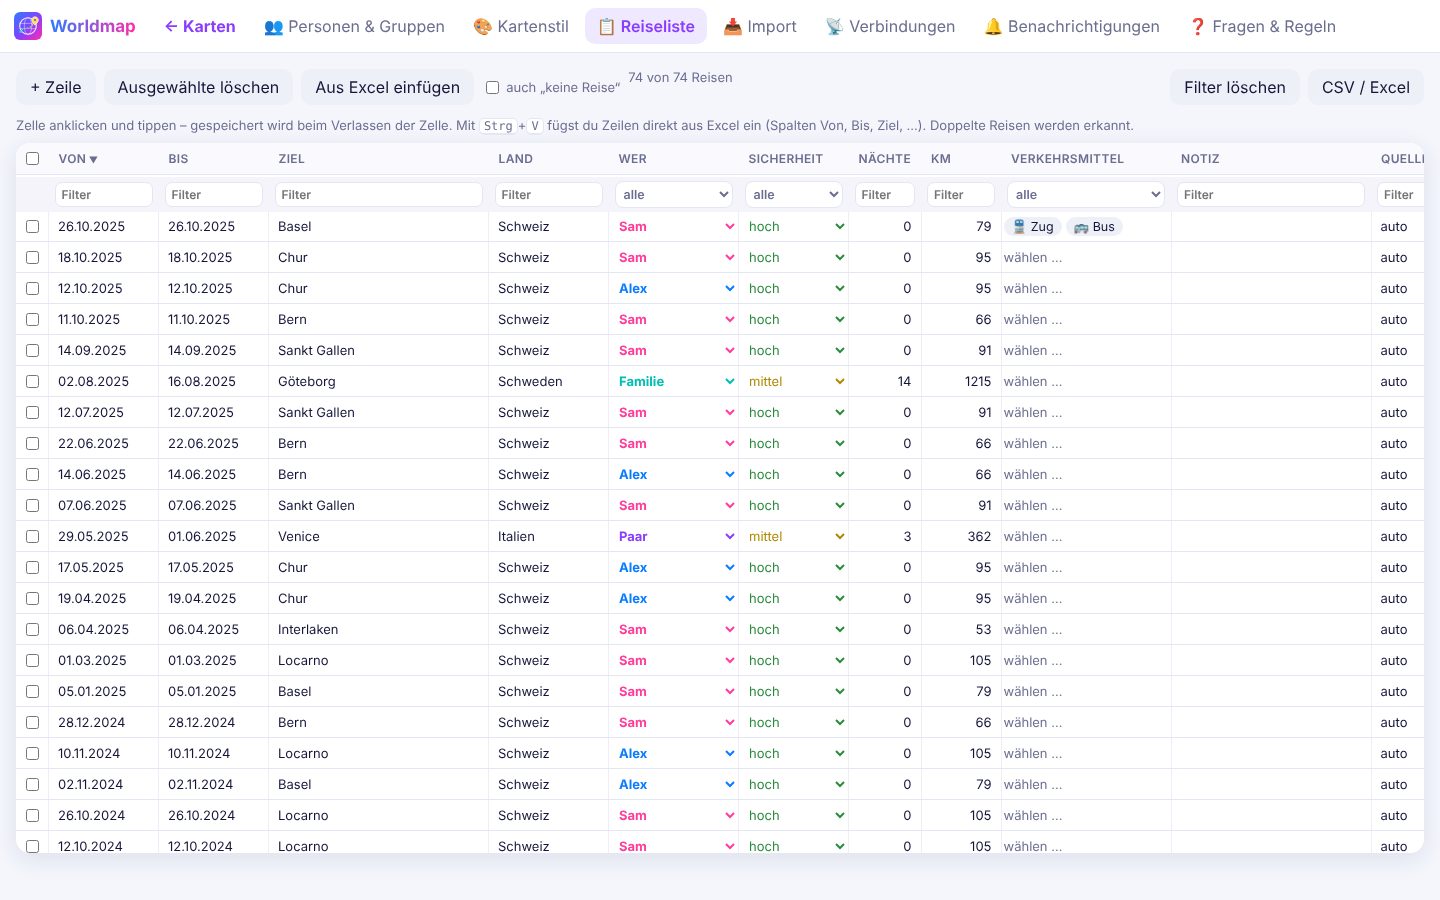 Worldmap ← Karten 👥 Personen & Gruppen 🎨 Kartenstil 📋 Reiseliste 📥 Import 📡 Verbindungen 🔔 Benachrichtigungen ❓ Fragen & Regeln
+ Zeile Ausgewählte löschen Aus Excel einfügen auch „keine Reise“ 74 von 74 Reisen Filter löschen CSV / Excel
Zelle anklicken und tippen – gespeichert wird beim Verlassen der Zelle. Mit Strg + V fügst du Zeilen direkt aus Excel ein (Spalten Von, Bis, Ziel, …). Doppelte Reisen werden erkannt.
VON ▼ BIS ZIEL LAND WER SICHERHEIT NÄCHTE KM VERKEHRSMITTEL NOTIZ
Filter Filter Filter Filter alle alle Filter Filter alle Filter Filter
26.10.2025 26.10.2025 Basel Schweiz Sam hoch 0 79 🚆 Zug 🚌 Bus auto
18.10.2025 18.10.2025 Chur Schweiz Sam hoch 0 95 wählen … auto
12.10.2025 12.10.2025 Chur Schweiz Alex hoch 0 95 wählen … auto
11.10.2025 11.10.2025 Bern Schweiz Sam hoch 0 66 wählen … auto
14.09.2025 14.09.2025 Sankt Gallen Schweiz Sam hoch 0 91 wählen … auto
02.08.2025 16.08.2025 Göteborg Schweden Familie mittel 14 1215 wählen … auto
12.07.2025 12.07.2025 Sankt Gallen Schweiz Sam hoch 0 91 wählen … auto
22.06.2025 22.06.2025 Bern Schweiz Sam hoch 0 66 wählen … auto
14.06.2025 14.06.2025 Bern Schweiz Alex hoch 0 66 wählen … auto
07.06.2025 07.06.2025 Sankt Gallen Schweiz Sam hoch 0 91 wählen … auto
29.05.2025 01.06.2025 Venice Italien Paar mittel 3 362 wählen … auto
17.05.2025 17.05.2025 Chur Schweiz Alex hoch 0 95 wählen … auto
19.04.2025 19.04.2025 Chur Schweiz Alex hoch 0 95 wählen … auto
06.04.2025 06.04.2025 Interlaken Schweiz Sam hoch 0 53 wählen … auto
01.03.2025 01.03.2025 Locarno Schweiz Sam hoch 0 105 wählen … auto
05.01.2025 05.01.2025 Basel Schweiz Sam hoch 0 79 wählen … auto
28.12.2024 28.12.2024 Bern Schweiz Sam hoch 0 66 wählen … auto
10.11.2024 10.11.2024 Locarno Schweiz Alex hoch 0 105 wählen … auto
02.11.2024 02.11.2024 Basel Schweiz Alex hoch 0 79 wählen … auto
26.10.2024 26.10.2024 Locarno Schweiz Sam hoch 0 105 wählen … auto
12.10.2024 12.10.2024 Locarno Schweiz Sam hoch 0 105 wählen … auto